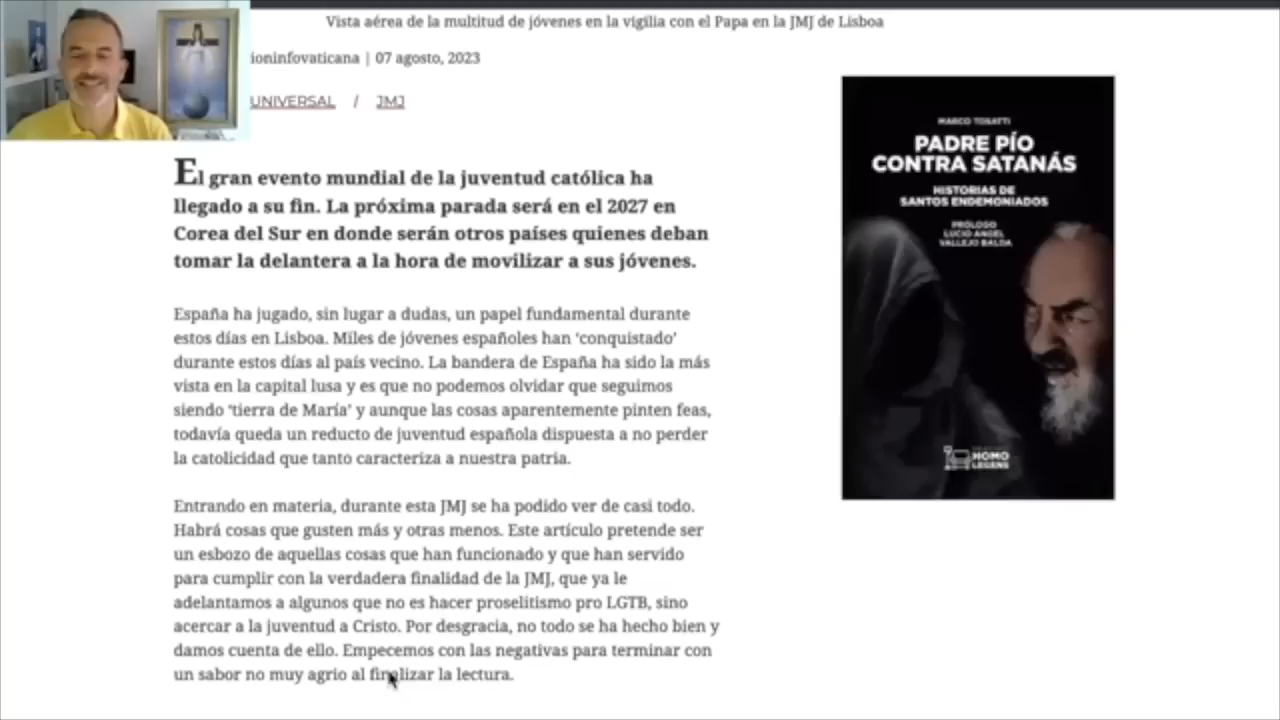 Vista aérea de la multitud de jóvenes en la vigilia con el Papa en la JMJ de Lisboa
ioninfovaticana | 07 agosto, 2023
UNIVERSAL / JMJ
El gran evento mundial de la juventud católica ha
llegado a su fin. La próxima parada será en el 2027 en
Corea del Sur en donde serán otros países quienes deban
tomar la delantera a la hora de movilizar a sus jóvenes.
España ha jugado, sin lugar a dudas, un papel fundamental durante
estos días en Lisboa. Miles de jóvenes españoles han ‘conquistado’
durante estos días al país vecino. La bandera de España ha sido la más
vista en la capital lusa y es que no podemos olvidar que seguimos
siendo ‘tierra de María’ y aunque las cosas aparentemente pinten feas,
todavía queda un reducto de juventud española dispuesta a no perder
la catolicidad que tanto caracteriza a nuestra patria.
Entrando en materia, durante esta JMJ se ha podido ver de casi todo.
Habrá cosas que gusten más y otras menos. Este artículo pretende ser
un esbozo de aquellas cosas que han funcionado y que han servido
para cumplir con la verdadera finalidad de la JMJ, que ya le
adelantamos a algunos que no es hacer proselitismo pro LGTB, sino
acercar a la juventud a Cristo. Por desgracia, no todo se ha hecho bien y
damos cuenta de ello. Empecemos con las negativas para terminar con
un sabor no muy agrio al finalizar la lectura.
MARCO TOSATTI
PADRE PÍO
CONTRA SATANÁS
HISTORIAS DE
SANTOS ENDEMONIADOS
PRÓLOGO
LUCIO ANGEL
VALLEJO BALDA
HOMO
LEGENS